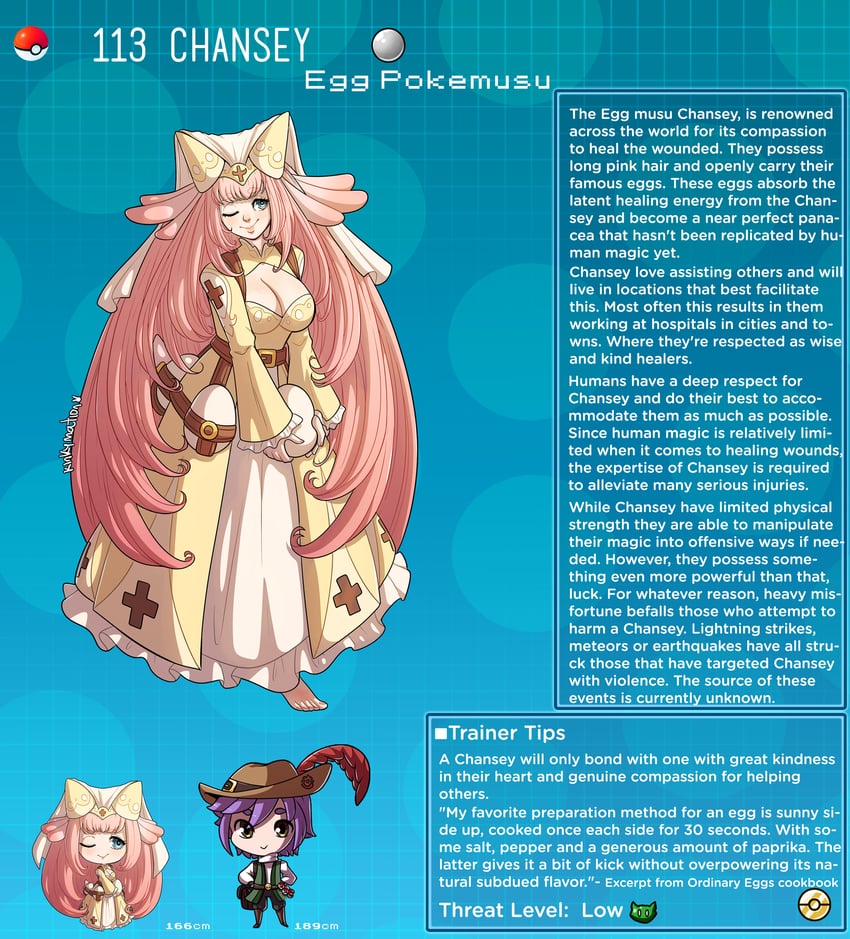 113 CHANSEY
Egg Pokemusu
The Egg musu Chansey, is renowned
across the world for its compassion
to heal the wounded. They possess
long pink hair and openly carry their
famous eggs. These eggs absorb the
latent healing energy from the Chan-
sey and become a near perfect pana-
cea that hasn't been replicated by hu-
man magic yet.
Chansey love assisting others and will
live in locations that best facilitate
this. Most often this results in them
working at hospitals in cities and to-
wns. Where they're respected as wise
and kind healers.
Humans have a deep respect for
Chansey and do their best to acco-
mmodate them as much as possible.
Since human magic is relatively limi-
ted when it comes to healing wounds,
the expertise of Chansey is required
to alleviate many serious injuries.
While Chansey have limited physical
strength they are able to manipulate
their magic into offensive ways if nee-
ded. However, they possess some-
thing even more powerful than that,
luck. For whatever reason, heavy mis-
fortune befalls those who attempt to
harm a Chansey. Lightning strikes,
meteors or earthquakes have all stru-
ck those that have targeted Chansey
with violence. The source of these
events is currently unknown.
kinkymation
■Trainer Tips
A Chansey will only bond with one with great kindness
in their heart and genuine compassion for helping
others.
"My favorite preparation method for an egg is sunny si-
de up, cooked once each side for 30 seconds. With so-
me salt, pepper and a generous amount of paprika. The
latter gives it a bit of kick without overpowering its na-
tural subdued flavor."- Excerpt from Ordinary Eggs cookbook
Threat Level: Low
166cm
189cm